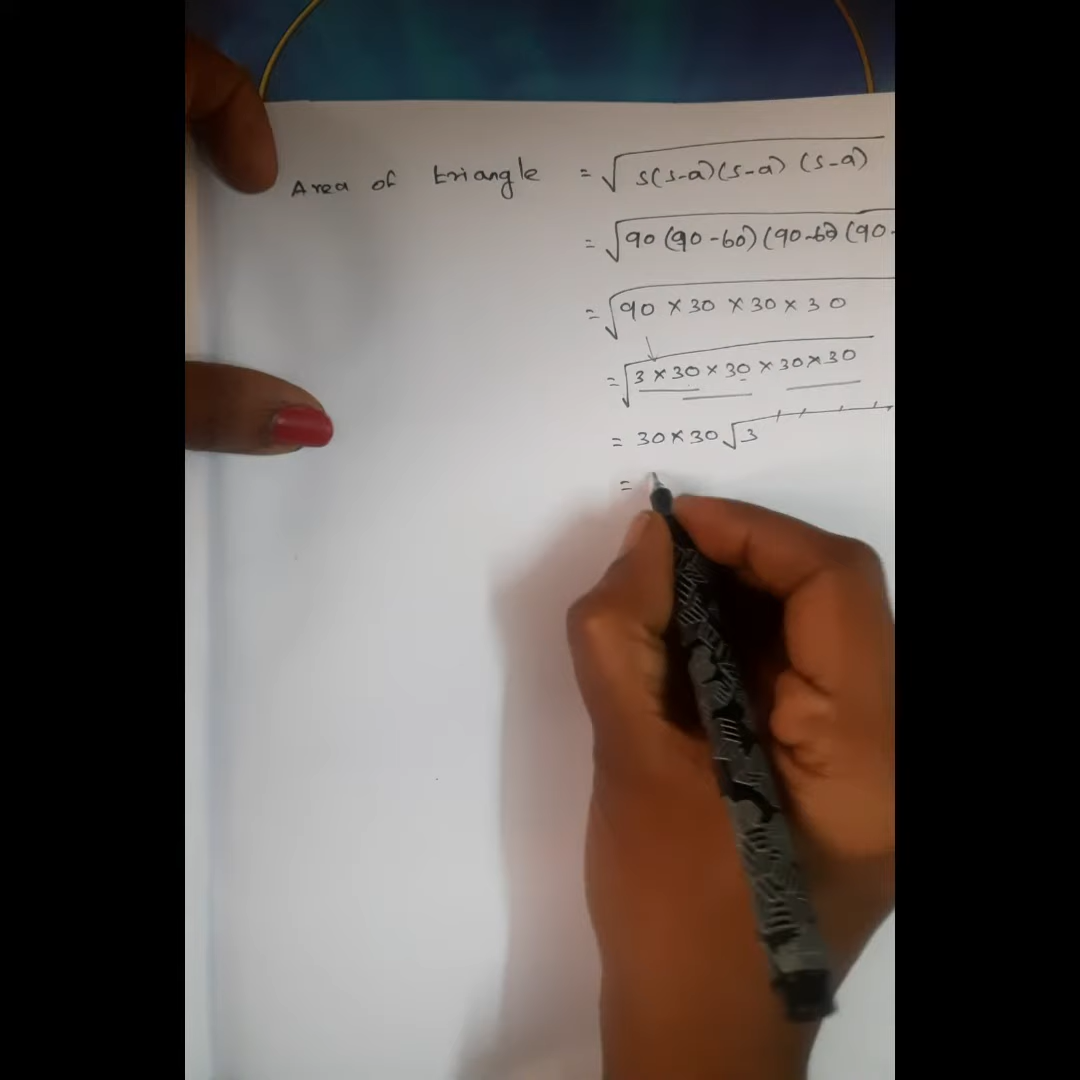 Area of triangle = √s(s-a)(s-a)(s-a)
= √90(90-60)(90-60)(90-
= √90 × 30 × 30 × 30
= √3 × 30 × 30 × 30 × 30
= 30 × 30 √3
=